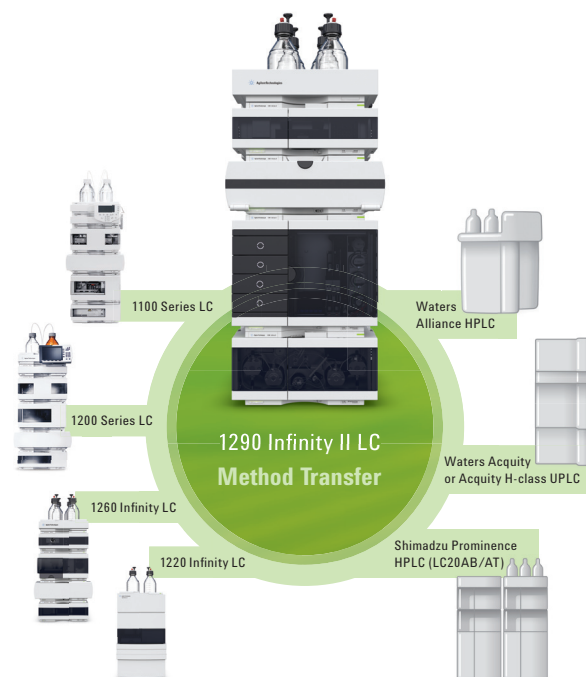 Agilent Technologies
1100 Series LC
Waters
Alliance HPLC
1200 Series LC
1290 Infinity II LC
Method Transfer
Waters Acquity
or Acquity H-class UPLC
1260 Infinity LC
Shimadzu Prominence
HPLC (LC20AB/AT)
1220 Infinity LC